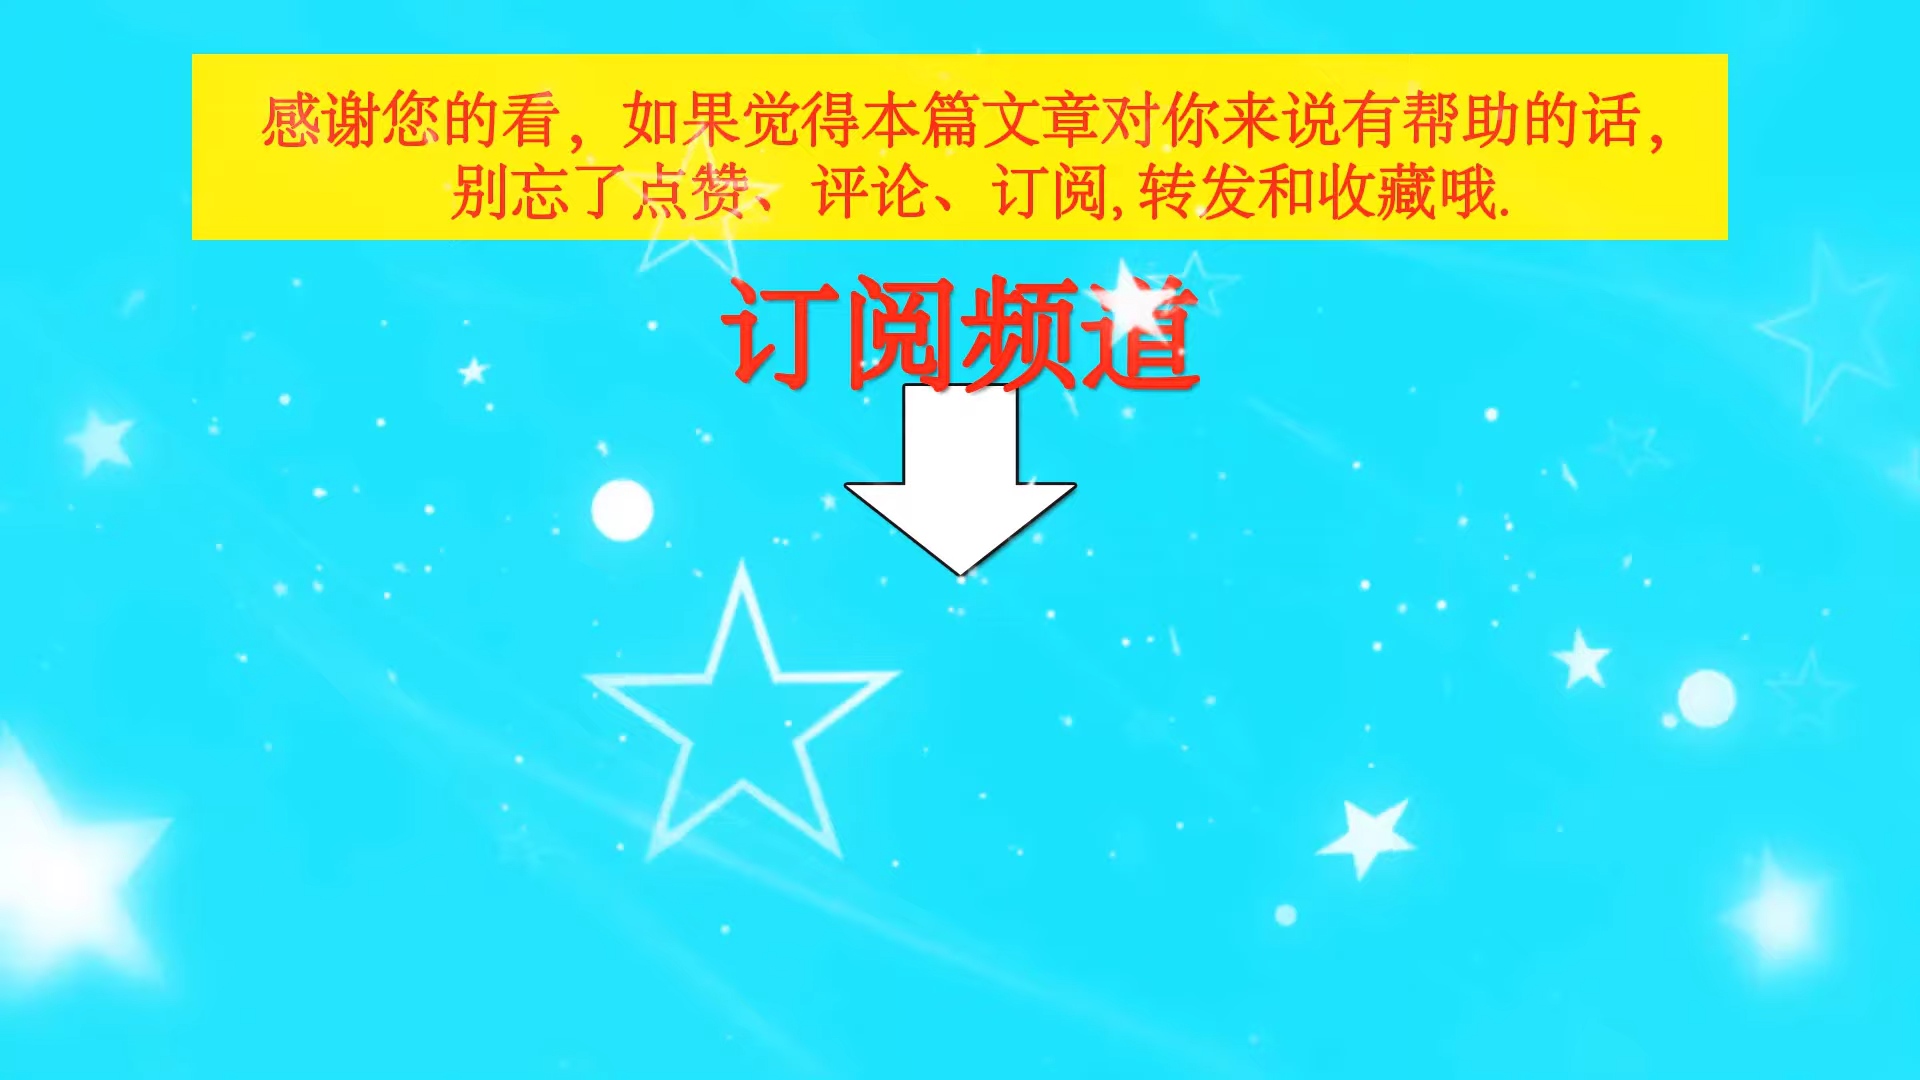 感谢您的看，如果觉得本篇文章对你来说有帮助的话，
别忘了点赞、评论、订阅,转发和收藏哦.
订阅频道